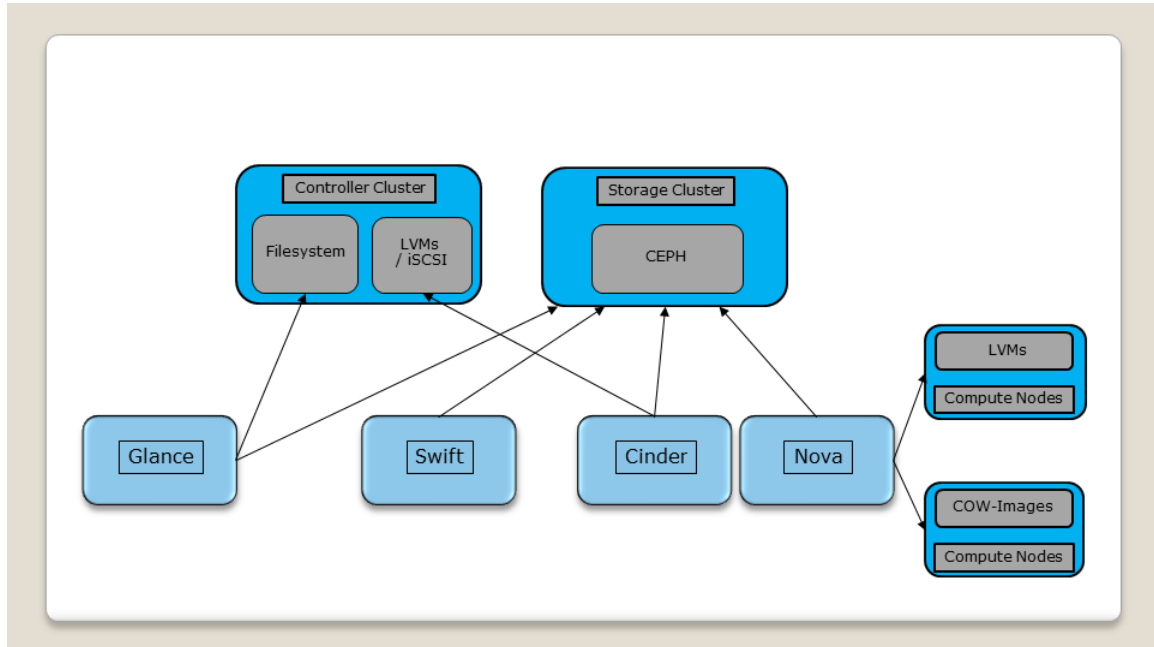 Controller Cluster
Filesystem
LVMs
/ iSCSI
Storage Cluster
CEPH
LVMs
Compute Nodes
Glance
Swift
Cinder
Nova
COW-Images
Compute Nodes